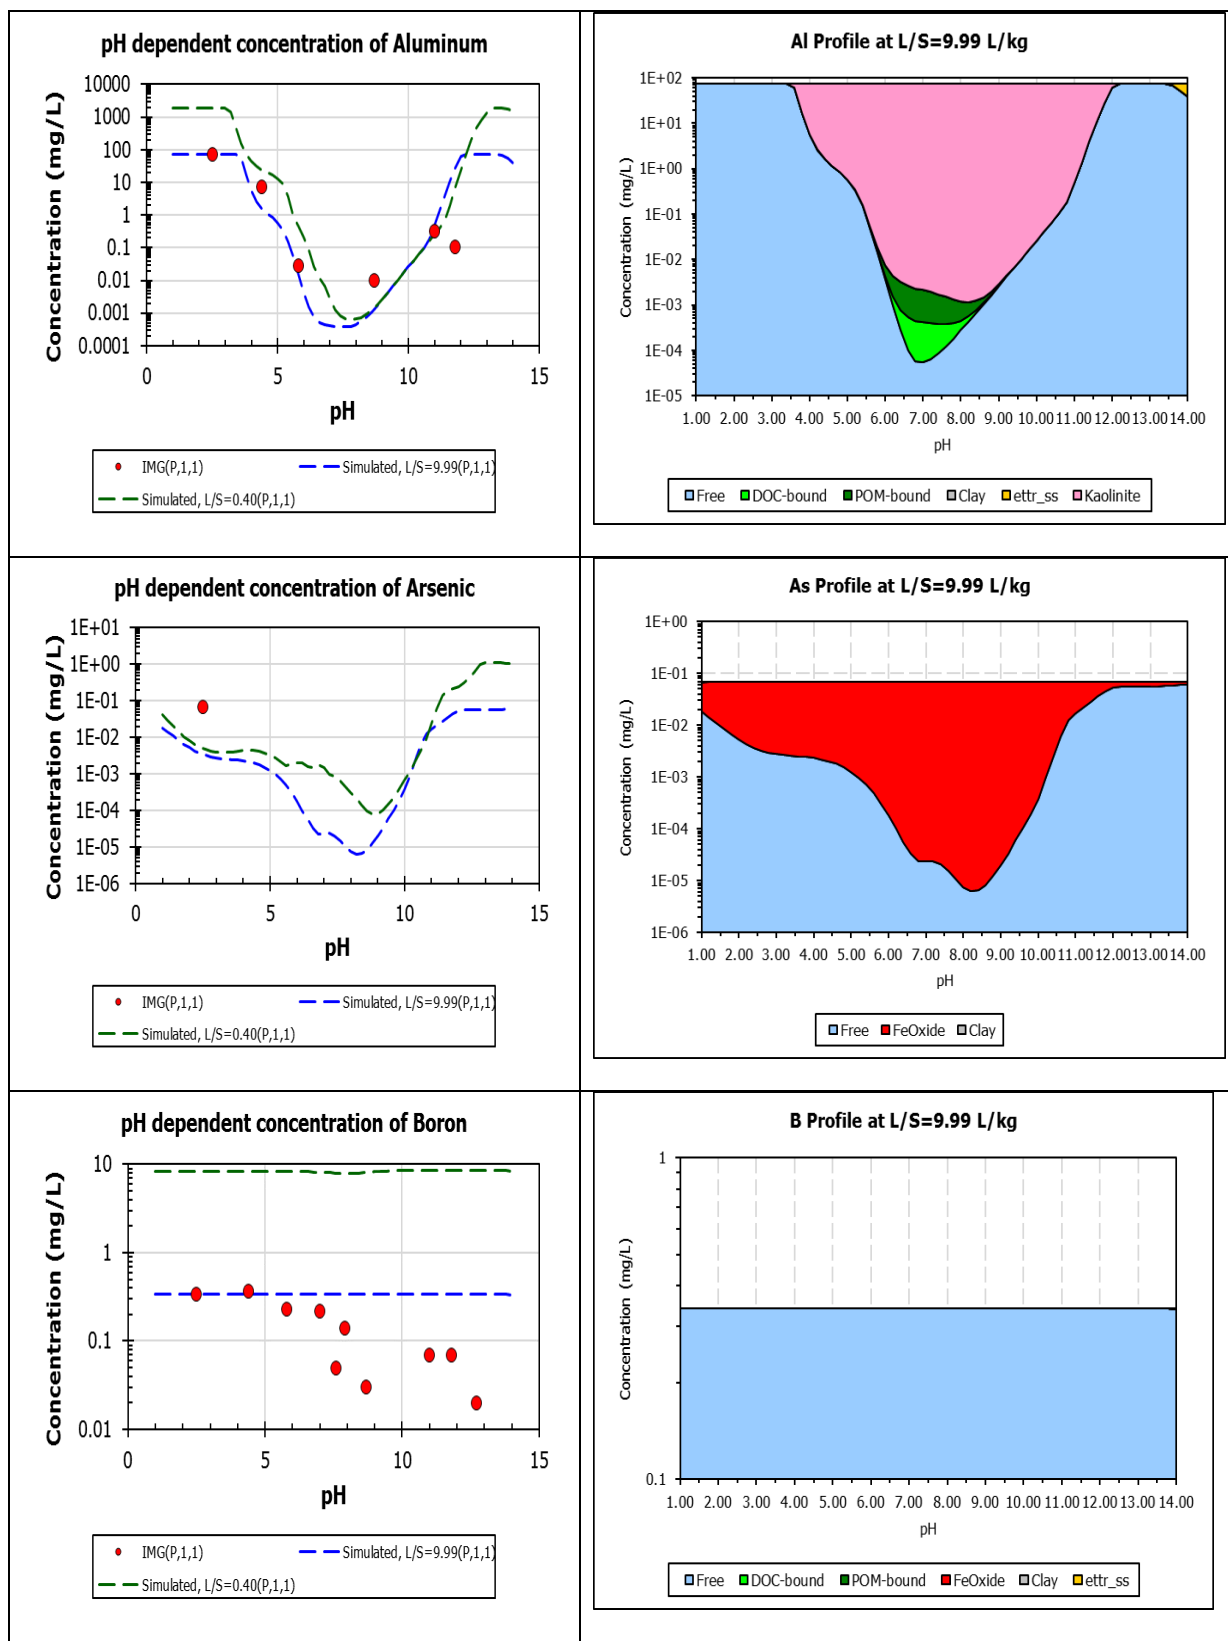 pH dependent concentration of Aluminum
Concentration (mg/L)
10000
1000
100
10
1
0.1
0.01
0.001
0.0001
0 5 10 15
pH
IMG(P,1,1) Simulated, L/S=9.99(P,1,1)
Simulated, L/S=0.40(P,1,1)
Al Profile at L/S=9.99 L/kg
Concentration (mg/L)
1E+02
1E+01
1E+00
1E-01
1E-02
1E-03
1E-04
1E-05
1.00 2.00 3.00 4.00 5.00 6.00 7.00 8.00 9.00 10.00 11.00 12.00 13.00 14.00
pH
Free DOC-bound POM-bound Clay ettr_ss Kaolinite
pH dependent concentration of Arsenic
Concentration (mg/L)
1E+01
1E+00
1E-01
1E-02
1E-03
1E-04
1E-05
1E-06
0 5 10 15
pH
IMG(P,1,1) Simulated, L/S=9.99(P,1,1)
Simulated, L/S=0.40(P,1,1)
As Profile at L/S=9.99 L/kg
Concentration (mg/L)
1E+00
1E-01
1E-02
1E-03
1E-04
1E-05
1E-06
1.00 2.00 3.00 4.00 5.00 6.00 7.00 8.00 9.00 10.00 11.00 12.00 13.00 14.00
pH
Free FeOxide Clay
pH dependent concentration of Boron
Concentration (mg/L)
10
1
0.1
0.01
0 5 10 15
pH
IMG(P,1,1) Simulated, L/S=9.99(P,1,1)
Simulated, L/S=0.40(P,1,1)
B Profile at L/S=9.99 L/kg
Concentration (mg/L)
1
0.1
1.00 2.00 3.00 4.00 5.00 6.00 7.00 8.00 9.00 10.00 11.00 12.00 13.00 14.00
pH
Free DOC-bound POM-bound FeOxide Clay ettr_ss